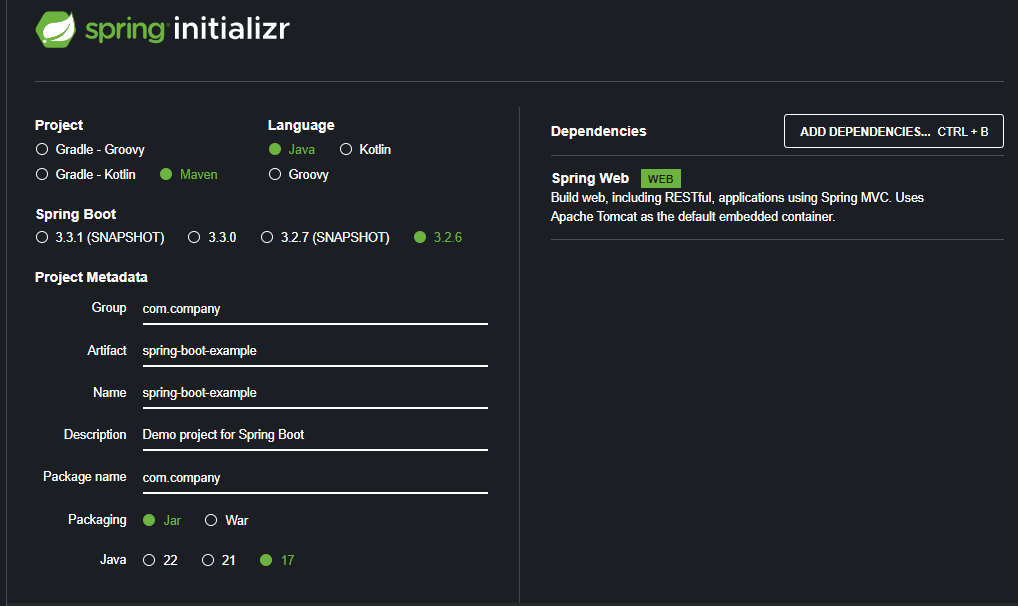 spring initializr
Project
Gradle - Groovy
Gradle - Kotlin Maven
Language
Java Kotlin
Groovy
Spring Boot
3.3.1 (SNAPSHOT) 3.3.0 3.2.7 (SNAPSHOT) 3.2.6
Project Metadata
Group com.company
Artifact spring-boot-example
Name spring-boot-example
Description Demo project for Spring Boot
Package name com.company
Packaging Jar War
Java 22 21 17
Dependencies
ADD DEPENDENCIES... CTRL + B
Spring Web WEB
Build web, including RESTful, applications using Spring MVC. Uses
Apache Tomcat as the default embedded container.